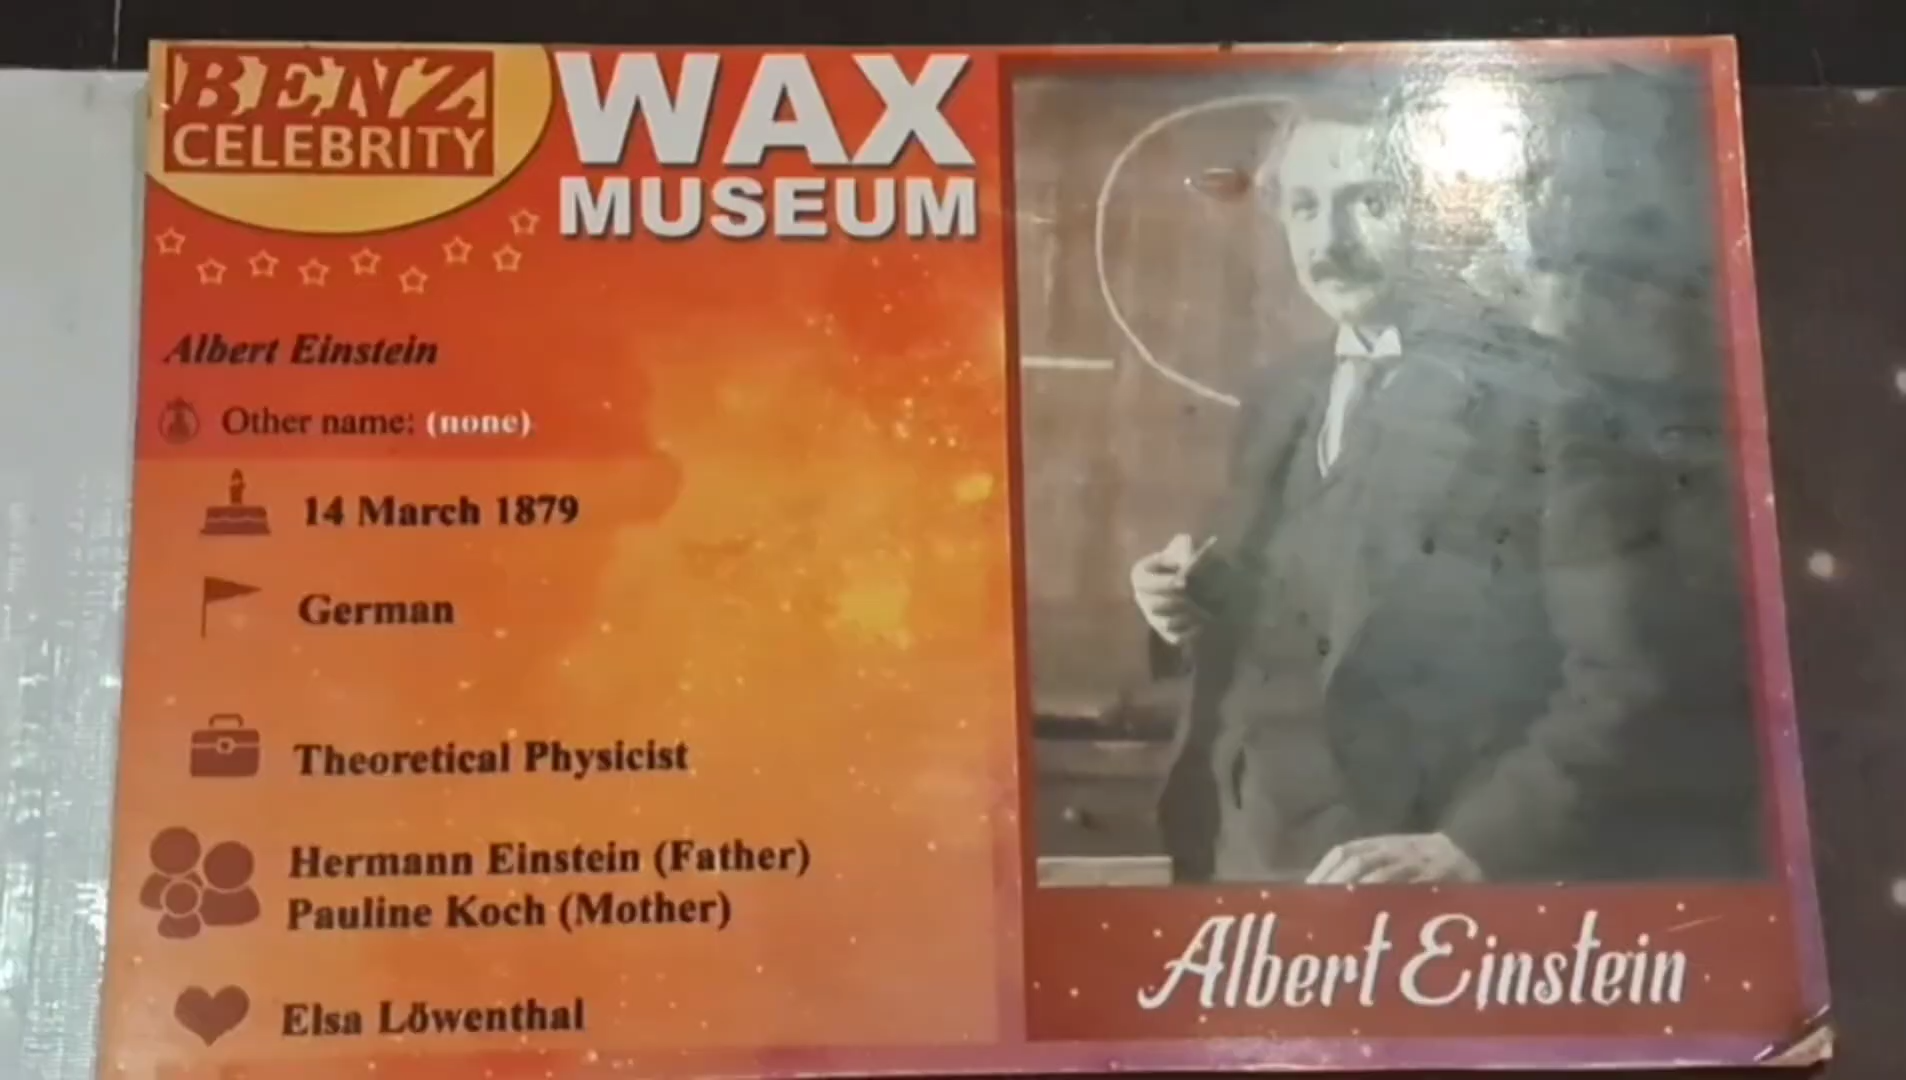 BENZ
CELEBRITY
WAX
MUSEUM
Albert Einstein
Other name: (none)
14 March 1879
German
Theoretical Physicist
Hermann Einstein (Father)
Pauline Koch (Mother)
Elsa Löwenthal
Albert Einstein